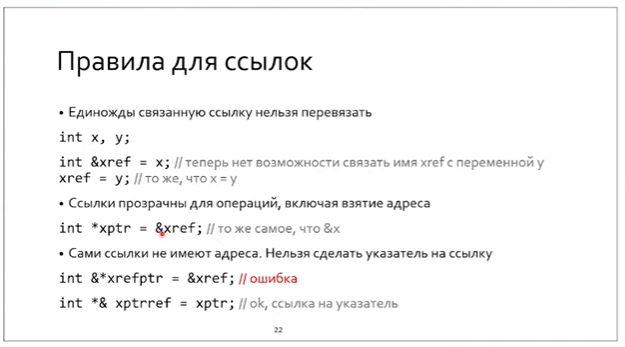 Правила для ссылок
• Единожды связанную ссылку нельзя перевязать
int x, y;
int &xref = x; // теперь нет возможности связать имя xref с переменной y
xref = y; // то же, что x = y
• Ссылки прозрачны для операций, включая взятие адреса
int *xptr = &xref; // то же самое, что &x
• Сами ссылки не имеют адреса. Нельзя сделать указатель на ссылку
int &*xrefptr = &xref; // ошибка
int *& xptrref = xptr; // ok, ссылка на указатель
22